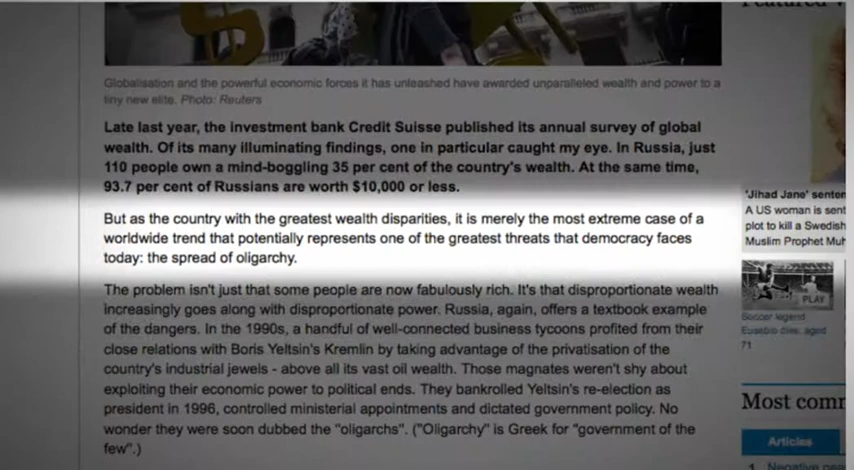 Featured
Globalisation and the powerful economic forces it has unleashed have awarded unparalleled wealth and power to a
tiny new elite. Photo: Reuters
Late last year, the investment bank Credit Suisse published its annual survey of global
wealth. Of its many illuminating findings, one in particular caught my eye. In Russia, just
110 people own a mind-boggling 35 per cent of the country's wealth. At the same time,
93.7 per cent of Russians are worth $10,000 or less.
But as the country with the greatest wealth disparities, it is merely the most extreme case of a
worldwide trend that potentially represents one of the greatest threats that democracy faces
today: the spread of oligarchy.
The problem isn't just that some people are now fabulously rich. It's that disproportionate wealth
increasingly goes along with disproportionate power. Russia, again, offers a textbook example
of the dangers. In the 1990s, a handful of well-connected business tycoons profited from their
close relations with Boris Yeltsin's Kremlin by taking advantage of the privatisation of the
country's industrial jewels - above all its vast oil wealth. Those magnates weren't shy about
exploiting their economic power to political ends. They bankrolled Yeltsin's re-election as
president in 1996, controlled ministerial appointments and dictated government policy. No
wonder they were soon dubbed the "oligarchs". ("Oligarchy" is Greek for "government of the
few".)
'Jihad Jane' senten
A US woman is sent
plot to kill a Swedish
Muslim Prophet Muh
PLAY
Soccer legend
Eusebio dies, aged
71
Most comm
Articles
1. Negative